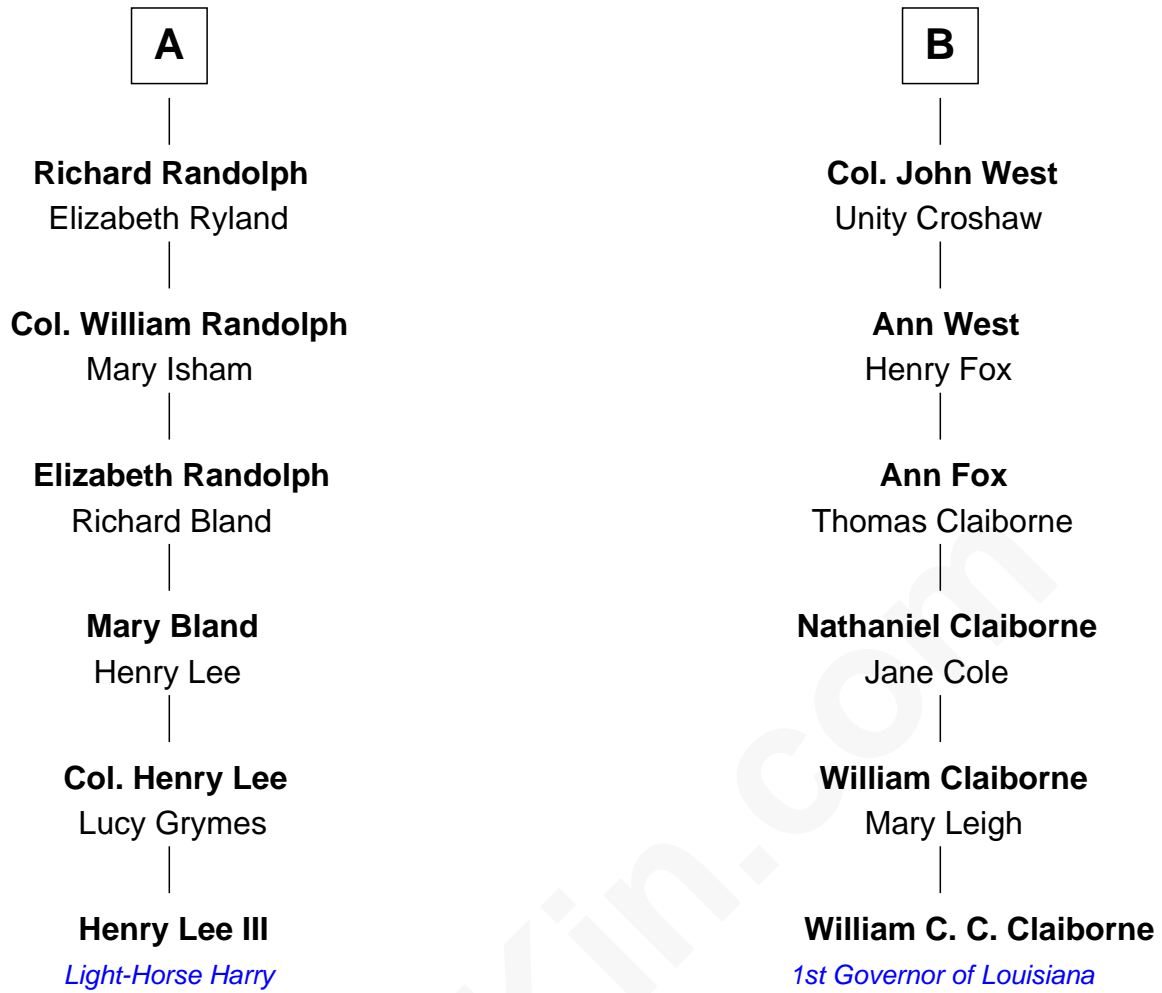 A
Richard Randolph
Elizabeth Ryland
Col. William Randolph
Mary Isham
Elizabeth Randolph
Richard Bland
Mary Bland
Henry Lee
Col. Henry Lee
Lucy Grymes
Henry Lee III
Light-Horse Harry
B
Col. John West
Unity Croshaw
Ann West
Henry Fox
Ann Fox
Thomas Claiborne
Nathaniel Claiborne
Jane Cole
William Claiborne
Mary Leigh
William C. C. Claiborne
1st Governor of Louisiana
Kin.com